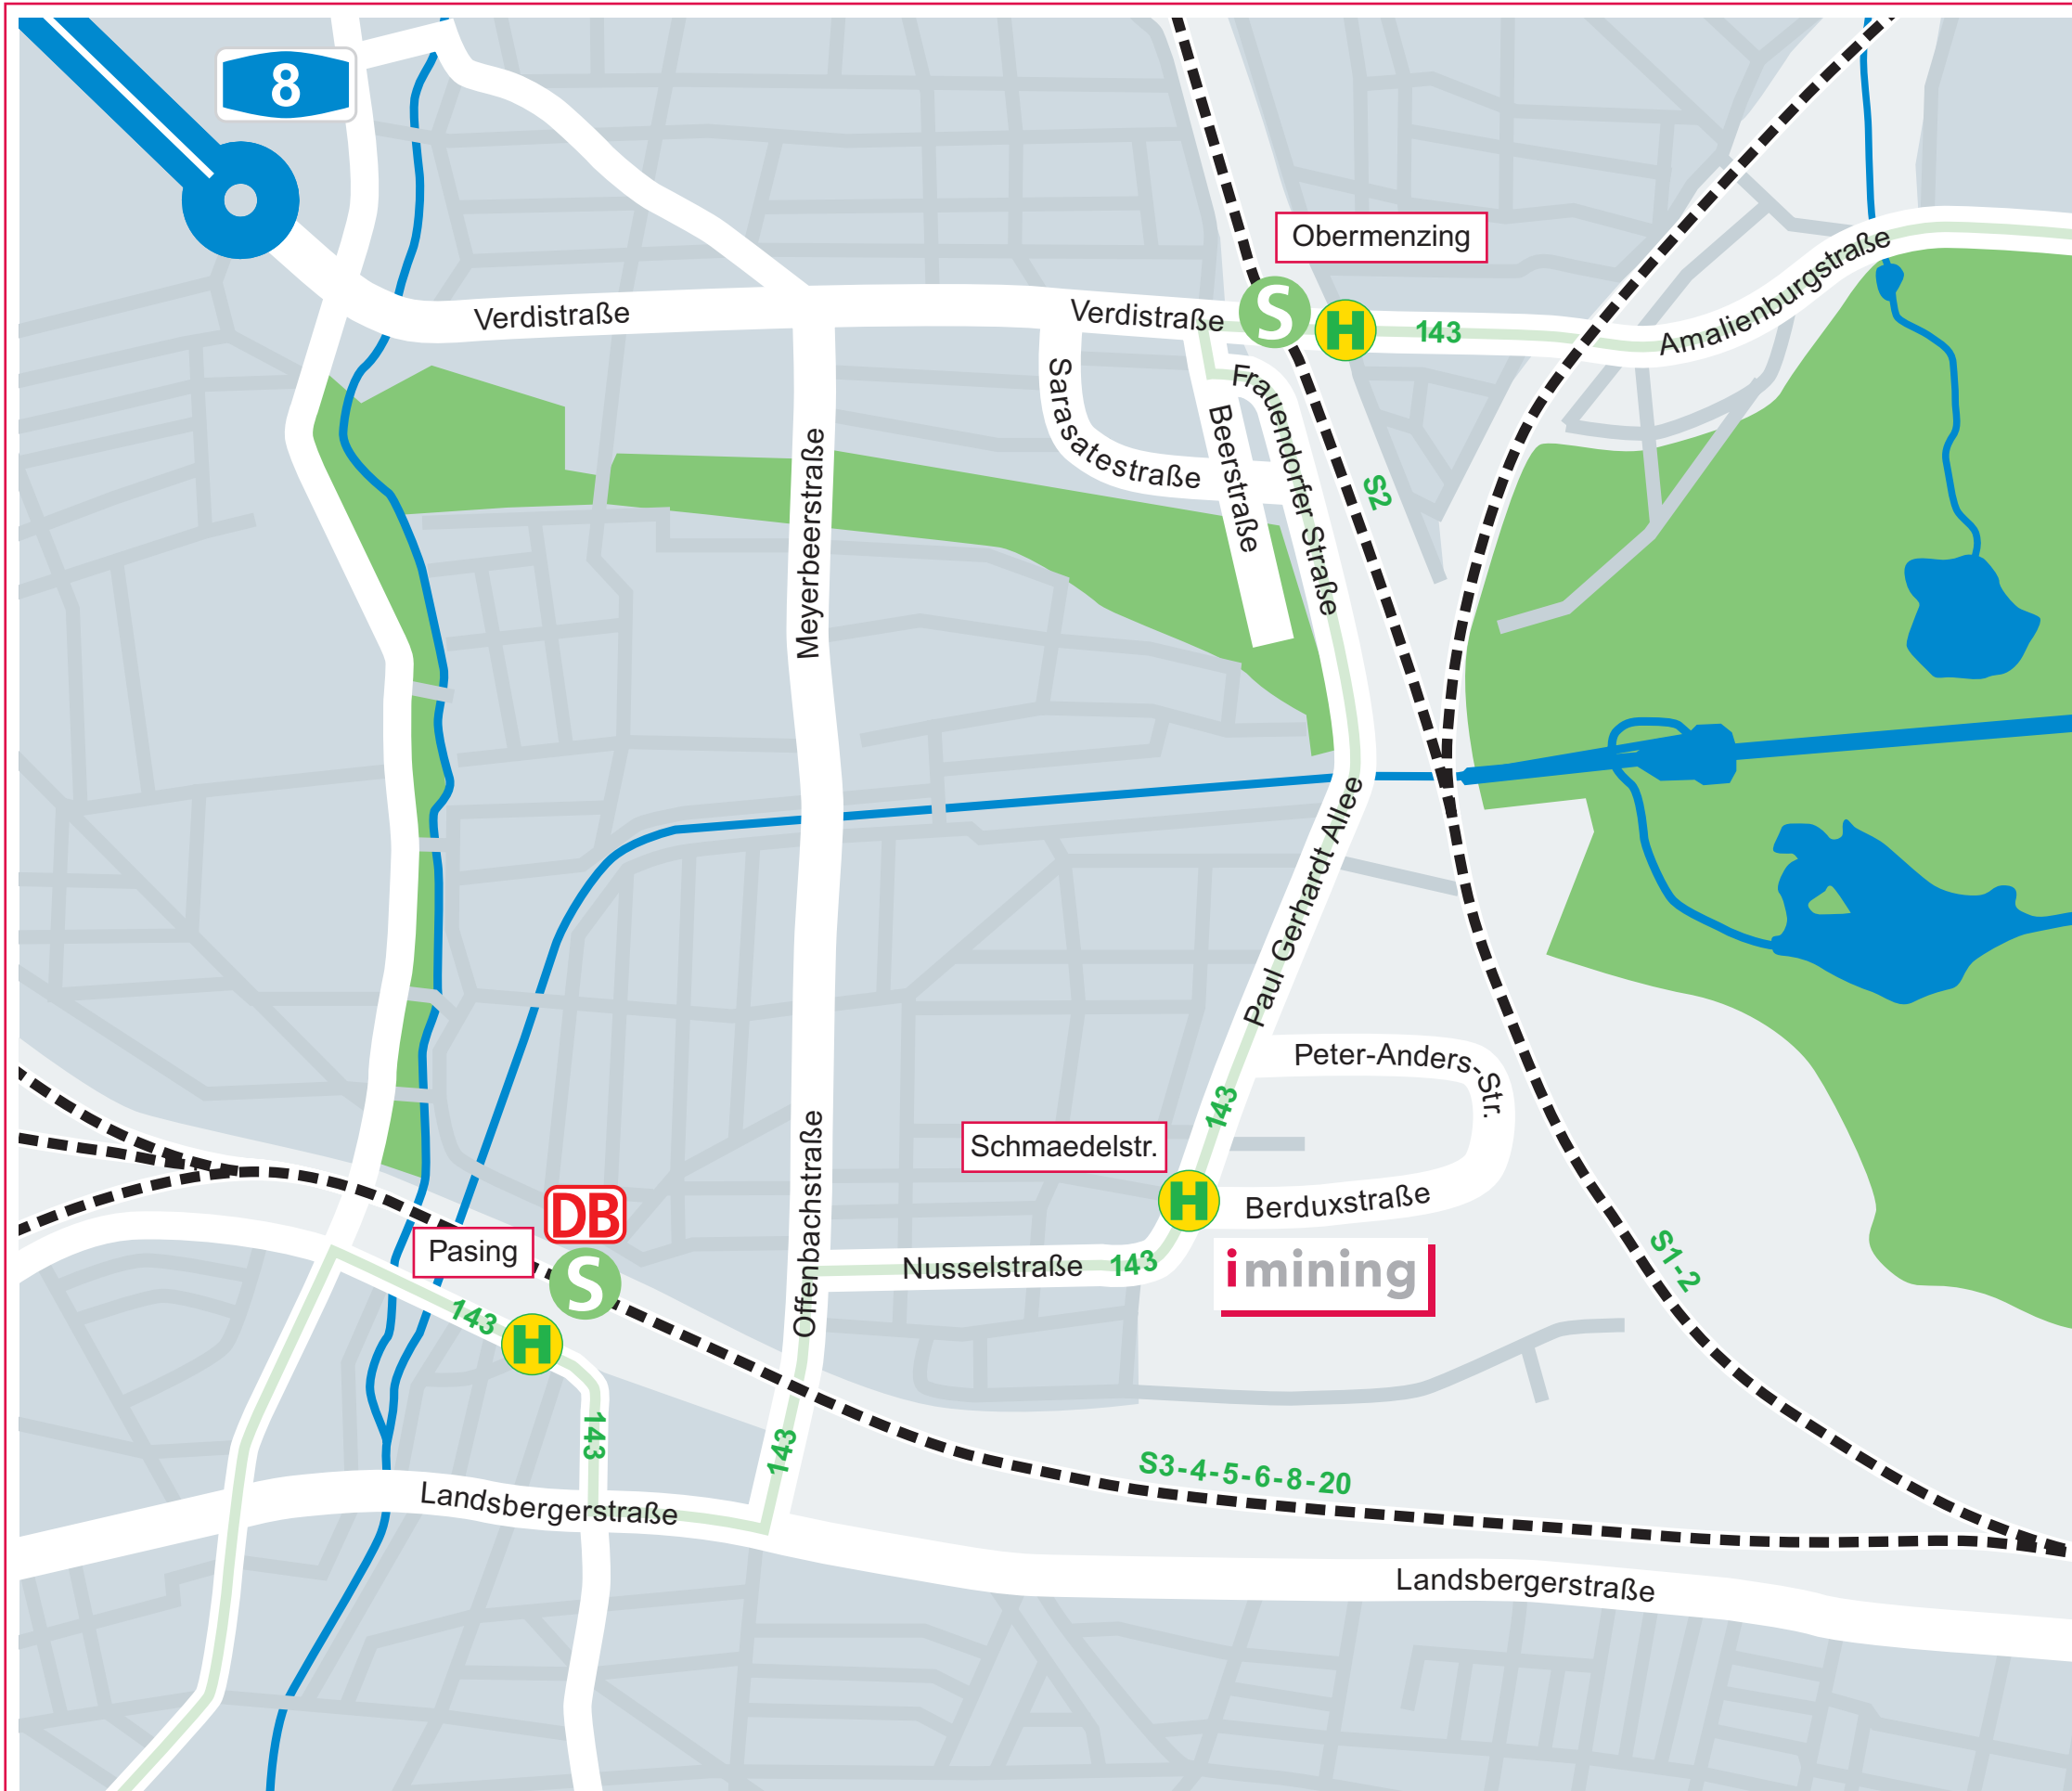 8
Obermenzing
Verdistraße
Verdistraße
S
H
143
Amalienburgstraße
Sarasatestraße
Beerstraße
Frauendorfer Straße
S2
Meyerbeerstraße
Paul Gerhardt Allee
Peter-Anders-Str.
143
Schmaedelstr.
H
Berduxstraße
Offenbachstraße
DB
Pasing
S
Nusselstraße
143
imining
S1-2
143
H
143
143
S3-4-5-6-8-20
Landsbergerstraße
Landsbergerstraße